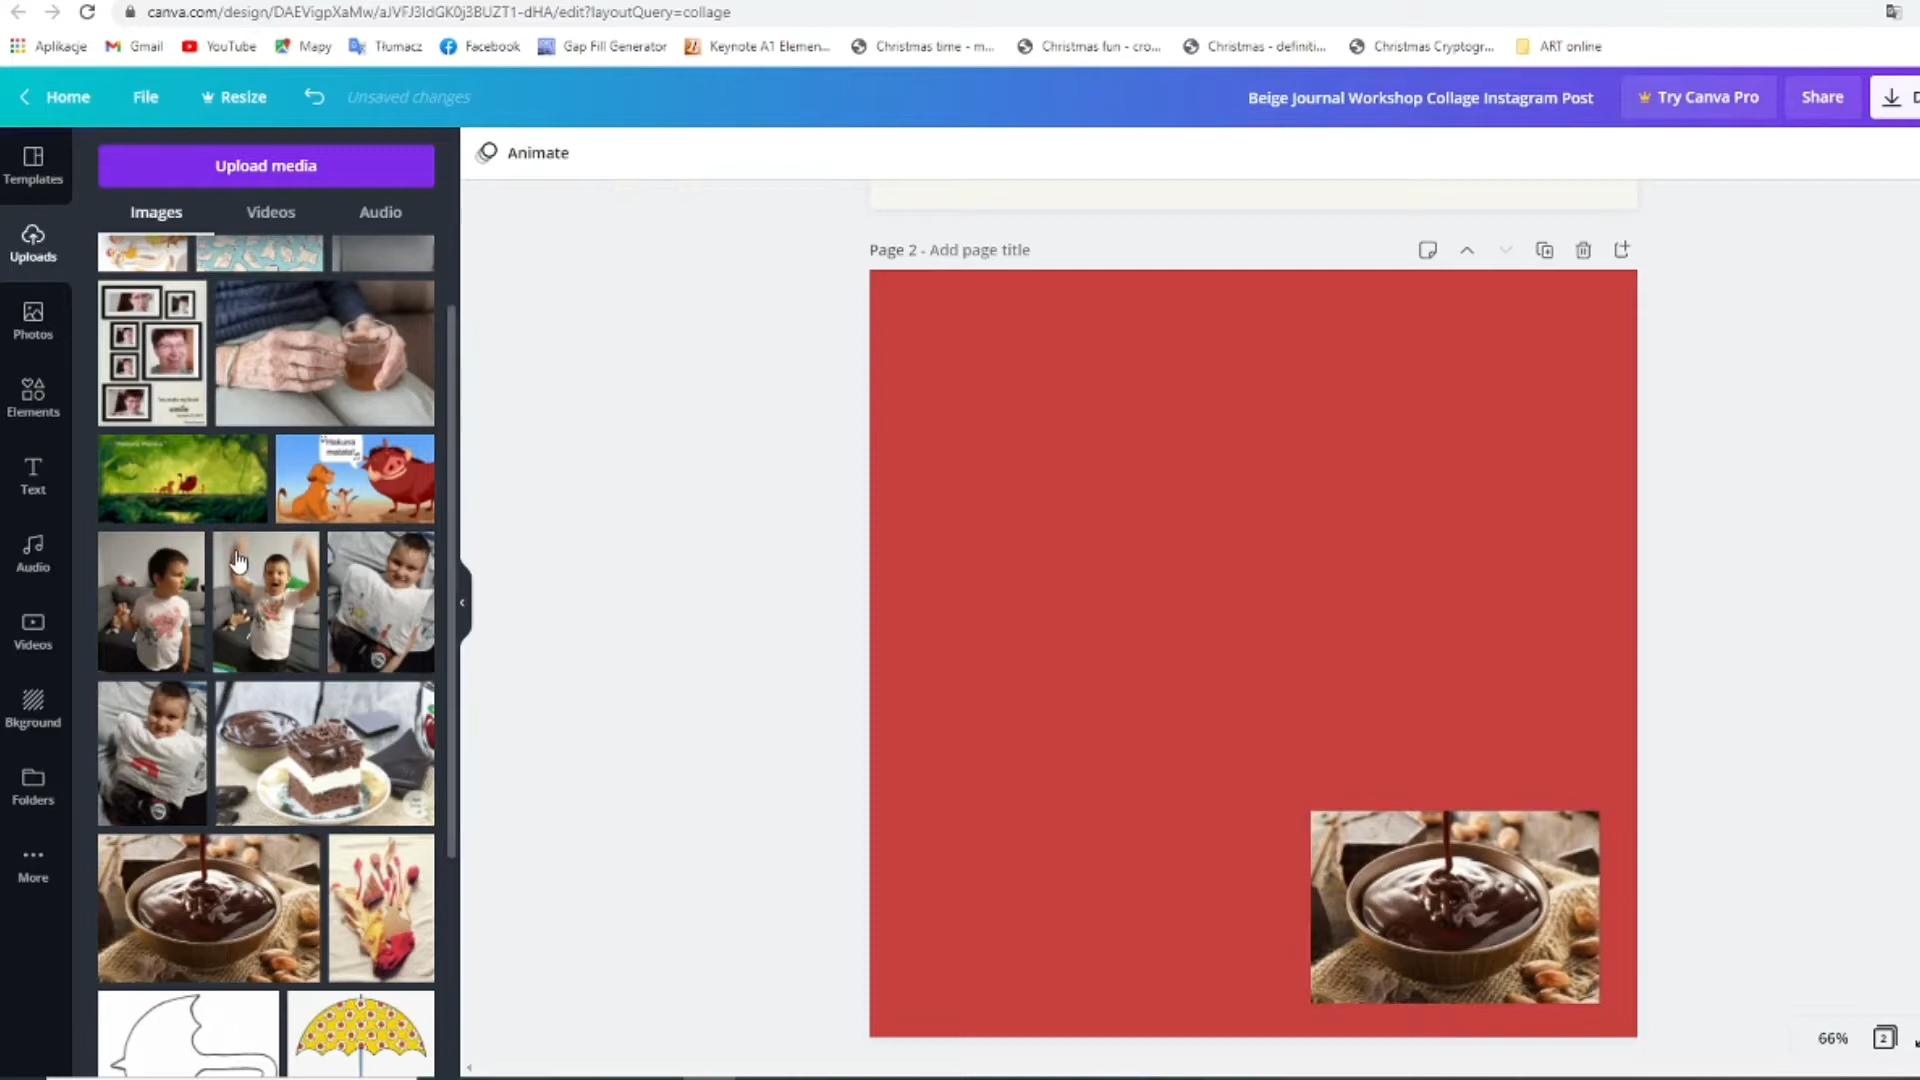 canva.com/design/DAEVigpXaMw/aJVFJ3IdGK0j3BUZT1-dHA/edit?layoutQuery=collage
Aplikacje Gmail YouTube Mapy Tłumacz Facebook Gap Fill Generator Keynote A1 Elemen... Christmas time - m... Christmas fun - cro... Christmas - definiti... Christmas Cryptogr... ART online
Home File Resize Unsaved changes Beige Journal Workshop Collage Instagram Post Try Canva Pro Share D
Templates
Uploads
Photos
Elements
Text
Audio
Videos
Bkground
Folders
More
Upload media
Images Videos Audio
"Hakuna
matata!"
smile
Animate
Page 2 - Add page title
66% 2